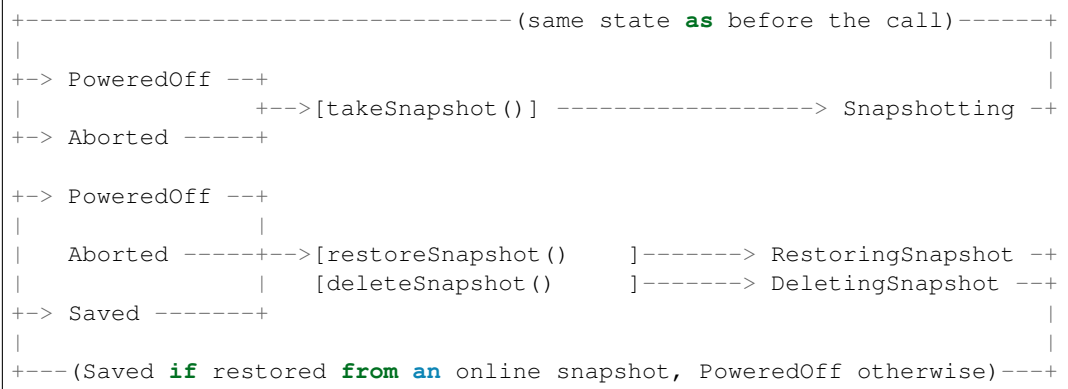 +----------------------------------(same state as before the call)------+
|                                                                       |
+-> PoweredOff --+                                                      |
|                +-->[takeSnapshot()] ------------------> Snapshotting -+
+-> Aborted -----+

+-> PoweredOff --+
|                |
|   Aborted -----+-->[restoreSnapshot()    ]-------> RestoringSnapshot -+
|                |   [deleteSnapshot()     ]-------> DeletingSnapshot --+
+-> Saved -------+                                                      |
|                                                                       |
+---(Saved if restored from an online snapshot, PoweredOff otherwise)---+